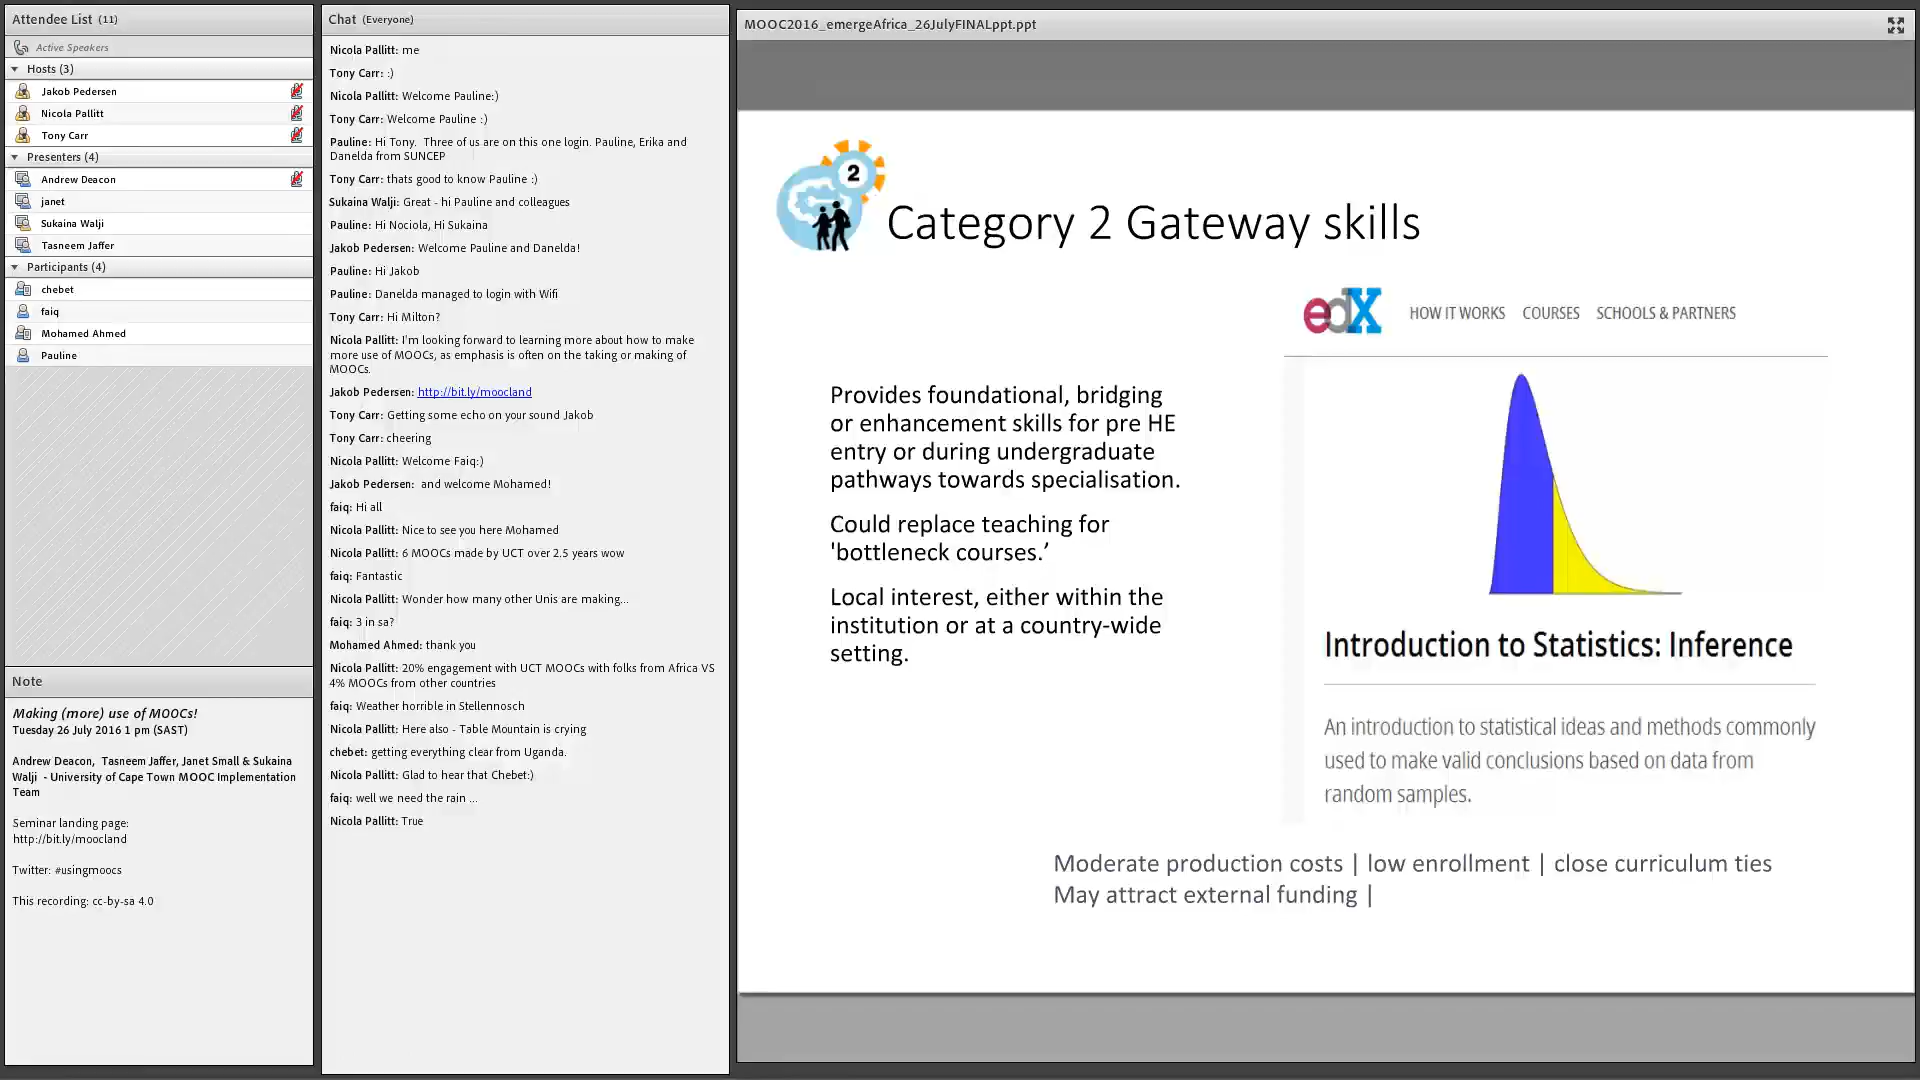 Attendee List (11)
Active Speakers
Hosts (3)
Jakob Pedersen
Nicola Pallitt
Tony Carr
Presenters (4)
Andrew Deacon
janet
Sukaina Walji
Tasneem Jaffer
Participants (4)
chebet
faiq
Mohamed Ahmed
Pauline
Note
Making (more) use of MOOCs!
Tuesday 26 July 2016 1 pm (SAST)
Andrew Deacon, Tasneem Jaffer, Janet Small & Sukaina
Walji - University of Cape Town MOOC Implementation
Team
Seminar landing page:
http://bit.ly/moocland
Twitter: #usingmoocs
This recording: cc-by-sa 4.0
Chat (Everyone)
Nicola Pallitt: me
Tony Carr: :)
Nicola Pallitt: Welcome Pauline:)
Tony Carr: Welcome Pauline :)
Pauline: Hi Tony. Three of us are on this one login. Pauline, Erika and
Danelda from SUNCEP
Tony Carr: thats good to know Pauline :)
Sukaina Walji: Great - hi Pauline and colleagues
Pauline: Hi Nociola, Hi Sukaina
Jakob Pedersen: Welcome Pauline and Danelda!
Pauline: Hi Jakob
Pauline: Danelda managed to login with Wifi
Tony Carr: Hi Milton?
Nicola Pallitt: I'm looking forward to learning more about how to make
more use of MOOCs, as emphasis is often on the taking or making of
MOOCs.
Jakob Pedersen: http://bit.ly/moocland
Tony Carr: Getting some echo on your sound Jakob
Tony Carr: cheering
Nicola Pallitt: Welcome Faiq:)
Jakob Pedersen: and welcome Mohamed!
faiq: Hi all
Nicola Pallitt: Nice to see you here Mohamed
Nicola Pallitt: 6 MOOCs made by UCT over 2.5 years wow
faiq: Fantastic
Nicola Pallitt: Wonder how many other Unis are making...
faiq: 3 in sa?
Mohamed Ahmed: thank you
Nicola Pallitt: 20% engagement with UCT MOOCs with folks from Africa VS
4% MOOCs from other countries
faiq: Weather horrible in Stellennosch
Nicola Pallitt: Here also - Table Mountain is crying
chebet: getting everything clear from Uganda.
Nicola Pallitt: Glad to hear that Chebet:)
faiq: well we need the rain ...
Nicola Pallitt: True
MOOC2016_emergeAfrica_26JulyFINALppt.ppt
2
Category 2 Gateway skills
edX HOW IT WORKS COURSES SCHOOLS & PARTNERS
Provides foundational, bridging
or enhancement skills for pre HE
entry or during undergraduate
pathways towards specialisation.
Could replace teaching for
'bottleneck courses.’
Local interest, either within the
institution or at a country-wide
setting.
Introduction to Statistics: Inference
An introduction to statistical ideas and methods commonly
used to make valid conclusions based on data from
random samples.
Moderate production costs | low enrollment | close curriculum ties
May attract external funding |